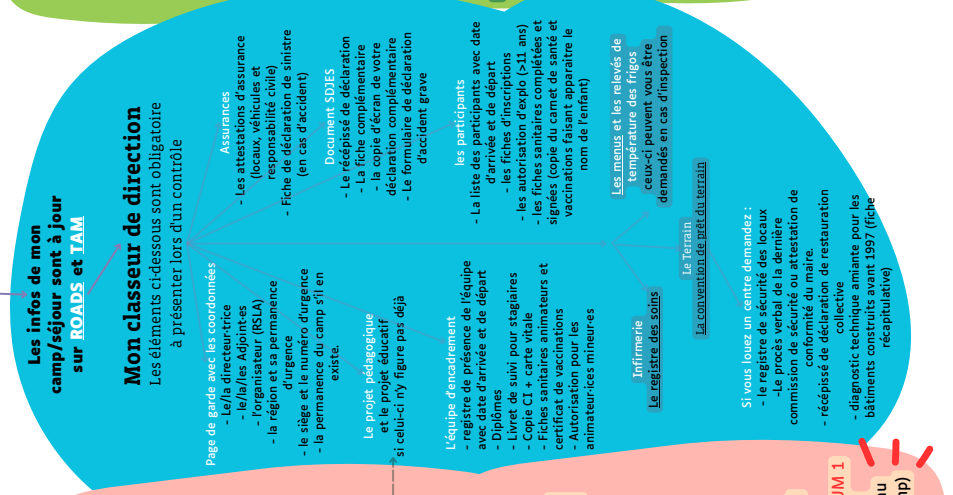 Les infos de mon
camp/séjour sont à jour
sur ROADS et TAM
Mon classeur de direction
Les éléments ci-dessous sont obligatoire
à présenter lors d'un contrôle
Page de garde avec les coordonnées
- Le/la directeur·trice
- le/la/les Adjoint·es
- l'organisateur (RSLA)
- la région et sa permanence
d'urgence
- le siège et le numéro d'urgence
- la permanence du camp s'il en
existe.
Le projet pédagogique
et le projet éducatif
si celui-ci n'y figure pas déjà
L'équipe d'encadrement
- registre de présence de l'équipe
avec date d'arrivée et de départ
- Diplômes
- Livret de suivi pour stagiaires
- Copie CI + carte vitale
- Fiches sanitaires animateurs et
certificat de vaccinations
- Autorisation pour les
animateur·ices mineur·es
Assurances
- Les attestations d'assurance
(locaux, véhicules et
responsabilité civile)
- Fiche de déclaration de sinistre
(en cas d'accident)
Document SDJES
- Le récépissé de déclaration
- La fiche complémentaire
- la copie d'écran de votre
déclaration complémentaire
- Le formulaire de déclaration
d'accident grave
les participants
- La liste des participants avec date
d'arrivée et de départ
- les fiches d'inscriptions
- les autorisation d'explo (>11 ans)
- les fiches sanitaires complétées et
signées (copie du carnet de santé et
vaccinations faisant apparaitre le
nom de l'enfant)
Infirmerie
Le registre des soins
Le Terrain
La convention de prêt du terrain
Les menus et les relevés de
température des frigos
ceux-ci peuvent vous être
demandés en cas d'inspection
Si vous louez un centre demandez :
- le registre de sécurité des locaux
-Le procès verbal de la dernière
commission de sécurité ou attestation de
conformité du maire.
- récépissé de déclaration de restauration
collective
- diagnostic technique amiante pour les
bâtiments construits avant 1997 (fiche
récapitulative)
UM 1
au
mp)